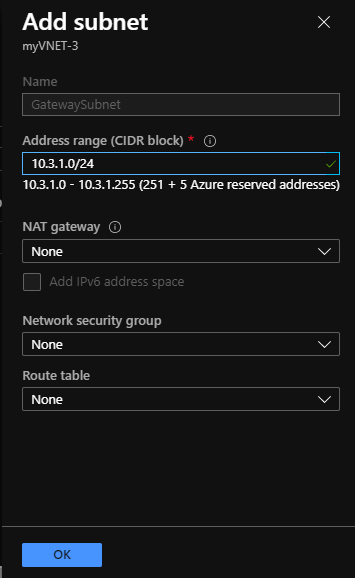 Add subnet
myVNET-3
Name
GatewaySubnet
Address range (CIDR block) *
10.3.1.0/24
10.3.1.0 - 10.3.1.255 (251 + 5 Azure reserved addresses)
NAT gateway
None
Add IPv6 address space
Network security group
None
Route table
None
OK